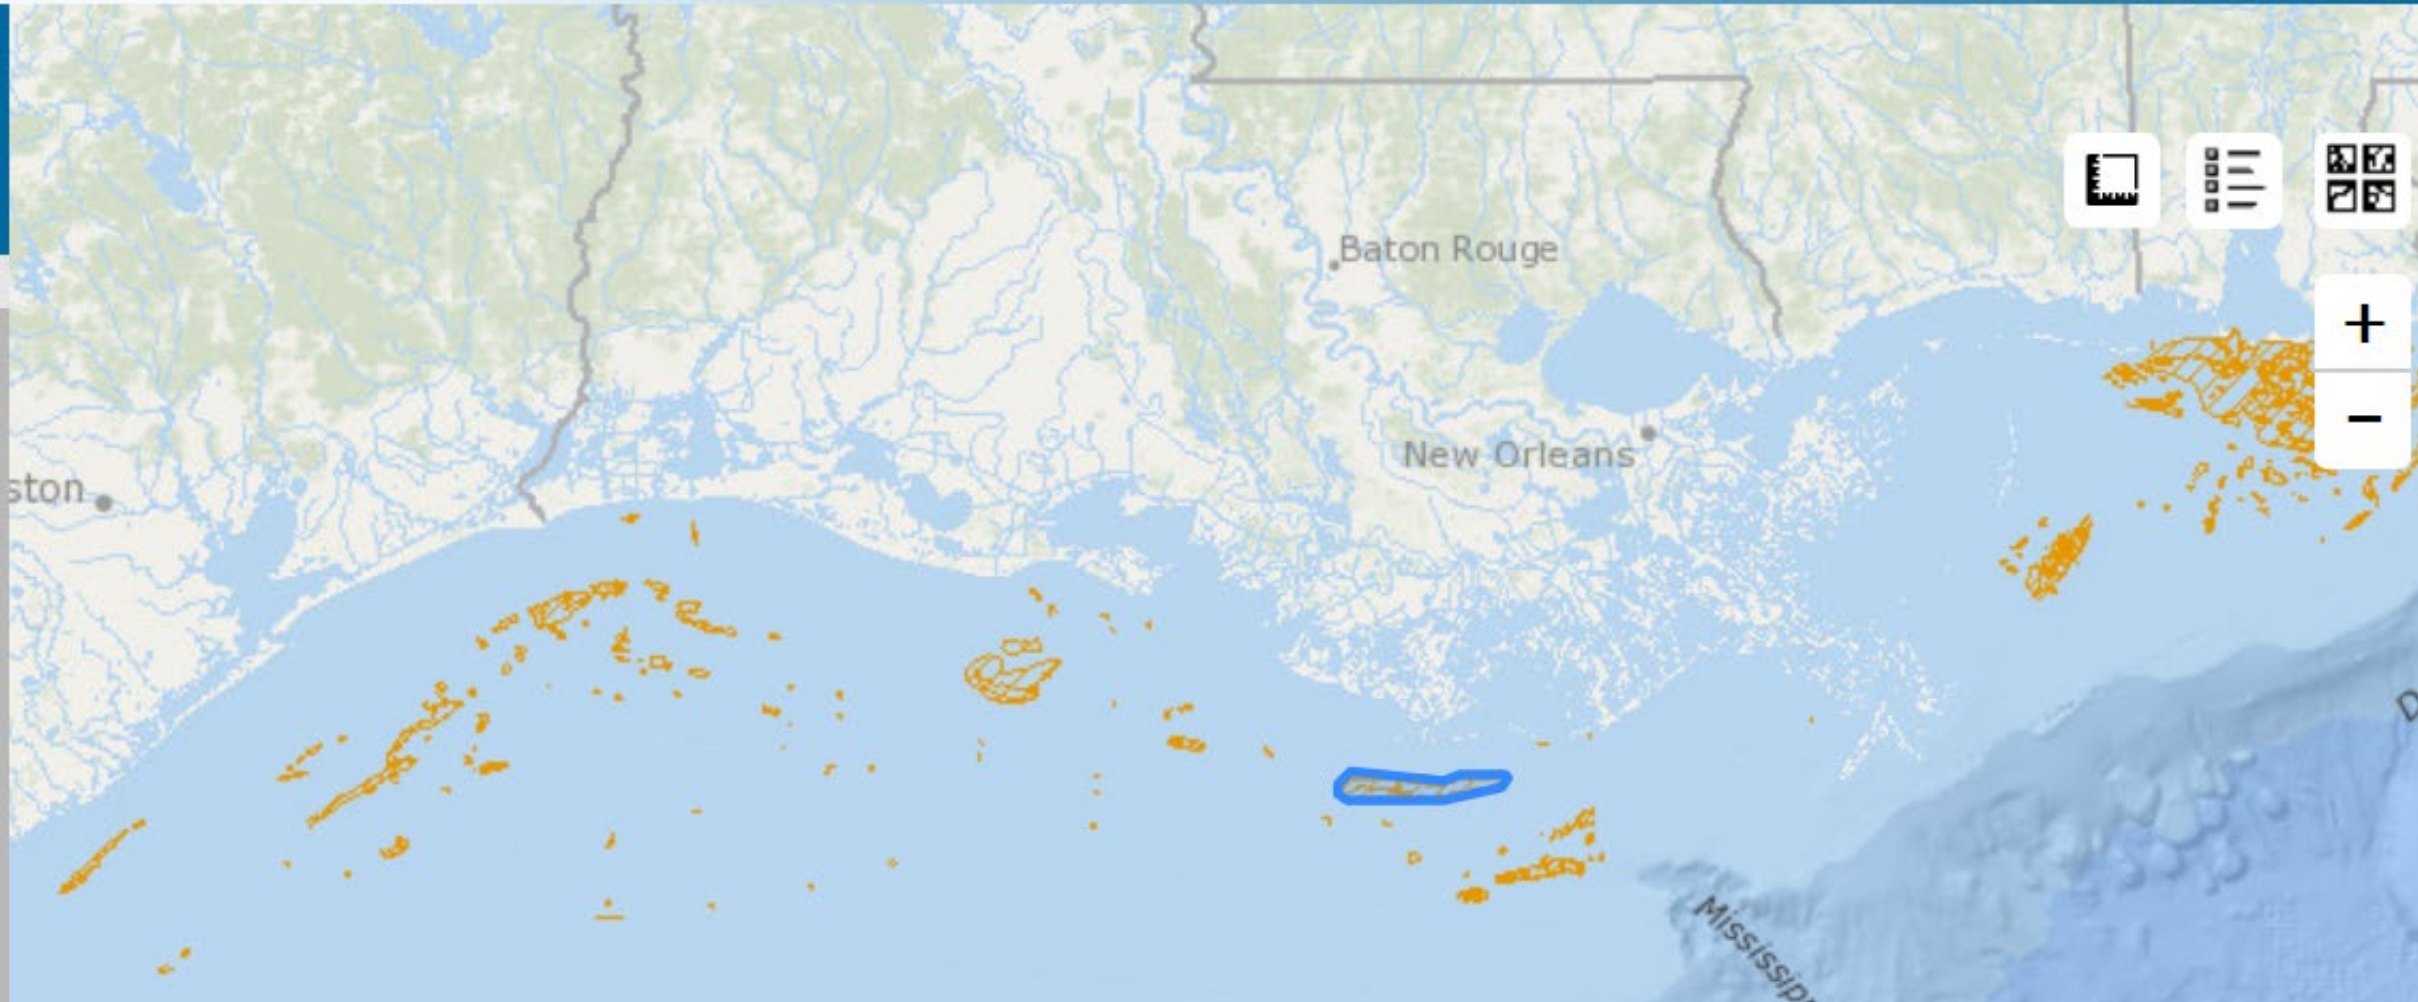 Baton Rouge
New Orleans
ston
+
−
D
Mississip